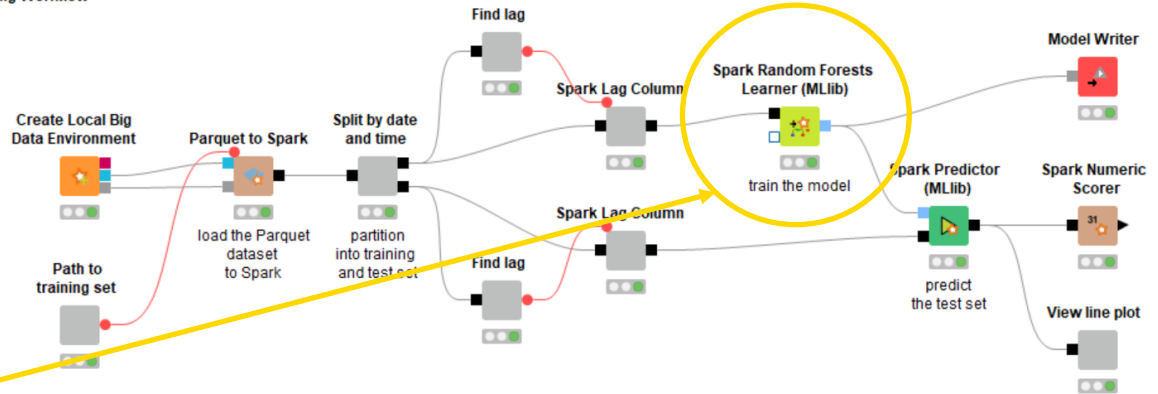 Find lag
Model Writer
Spark Random Forests
Learner (MLlib)
Spark Lag Column
Create Local Big
Data Environment
Parquet to Spark
Split by date
and time
train the model
Spark Predictor
(MLlib)
Spark Numeric
Scorer
Spark Lag Column
31
load the Parquet
dataset
to Spark
partition
into training
and test set
Path to
training set
Find lag
predict
the test set
View line plot